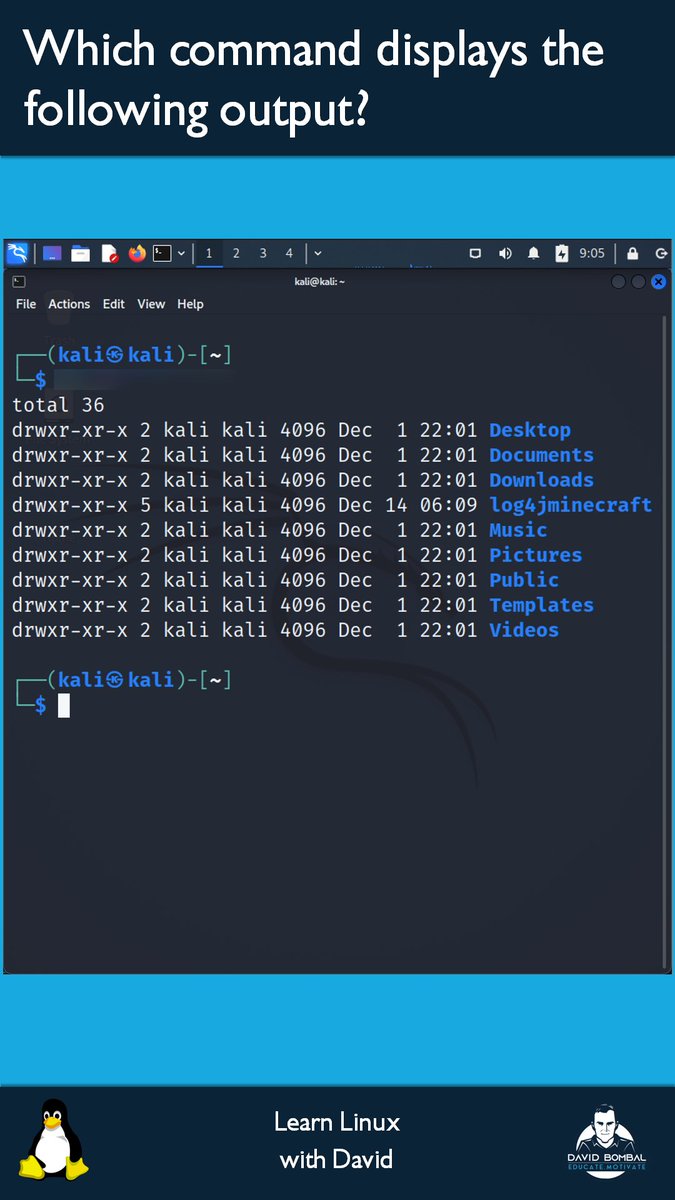 Which command displays the
following output?
1 2 3 4 9:05
kali@kali: ~
File Actions Edit View Help
┌──(kali㉿kali)-[~]
└─$
total 36
drwxr-xr-x 2 kali kali 4096 Dec  1 22:01 Desktop
drwxr-xr-x 2 kali kali 4096 Dec  1 22:01 Documents
drwxr-xr-x 2 kali kali 4096 Dec  1 22:01 Downloads
drwxr-xr-x 5 kali kali 4096 Dec 14 06:09 log4jminecraft
drwxr-xr-x 2 kali kali 4096 Dec  1 22:01 Music
drwxr-xr-x 2 kali kali 4096 Dec  1 22:01 Pictures
drwxr-xr-x 2 kali kali 4096 Dec  1 22:01 Public
drwxr-xr-x 2 kali kali 4096 Dec  1 22:01 Templates
drwxr-xr-x 2 kali kali 4096 Dec  1 22:01 Videos
┌──(kali㉿kali)-[~]
└─$
Learn Linux
with David
DAVID BOMBAL
EDUCATE MOTIVATE